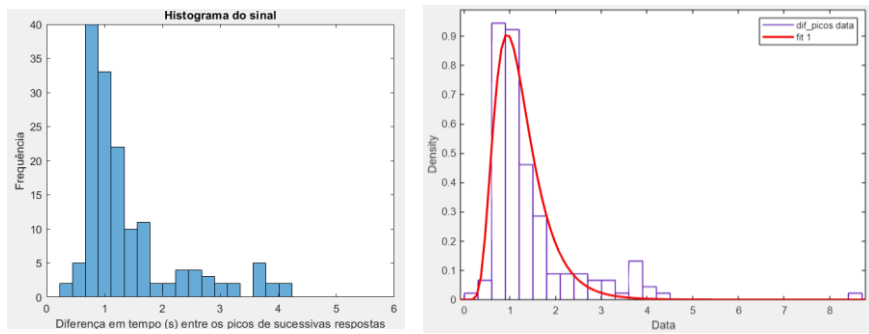 Histograma do sinal
Frequência
40
35
30
25
20
15
10
5
0
0 1 2 3 4 5 6
Diferença em tempo (s) entre os picos de sucessivas respostas
dif_picos data
fit 1
Density
0.9
0.8
0.7
0.6
0.5
0.4
0.3
0.2
0.1
0
0 1 2 3 4 5 6 7 8
Data